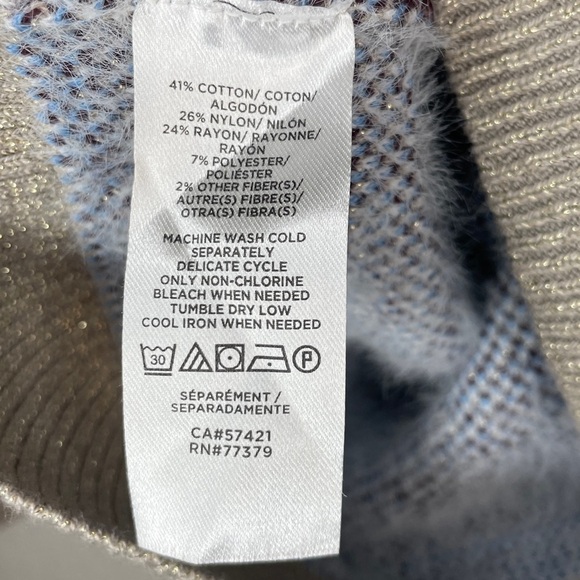 41% COTTON/ COTON/
ALGODÓN
26% NYLON/ NILÓN
24% RAYON/ RAYONNE/
RAYÓN
7% POLYESTER/
POLIÉSTER
2% OTHER FIBER(S)/
AUTRE(S) FIBRE(S)/
OTRA(S) FIBRA(S)
MACHINE WASH COLD
SEPARATELY
DELICATE CYCLE
ONLY NON-CHLORINE
BLEACH WHEN NEEDED
TUMBLE DRY LOW
COOL IRON WHEN NEEDED
30 P
SÉPARÉMENT /
SEPARADAMENTE
CA#57421
RN#77379